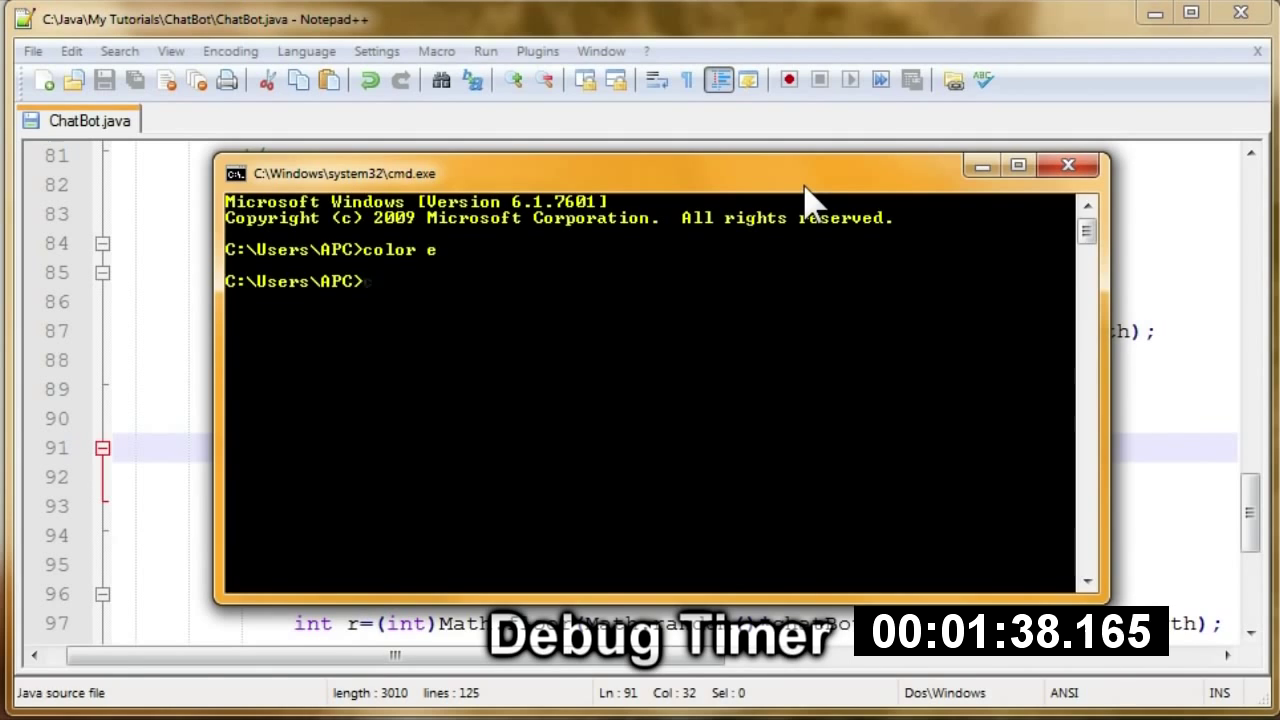 C:\Java\My Tutorials\ChatBot\ChatBot.java - Notepad++
File Edit Search View Encoding Language Settings Macro Run Plugins Window ? X
ChatBot.java
81
82
83
84
85
86
87
88
89
90
91
92
93
94
95
96
97
C:\Windows\system32\cmd.exe
Microsoft Windows [Version 6.1.7601]
Copyright (c) 2009 Microsoft Corporation. All rights reserved.
C:\Users\APC>color e
C:\Users\APC>c
h);
int r=(int)Math th);
Debug Timer 00:01:38.165
Java source file length : 3010 lines : 125 Ln : 91 Col : 32 Sel : 0 Dos\Windows ANSI INS